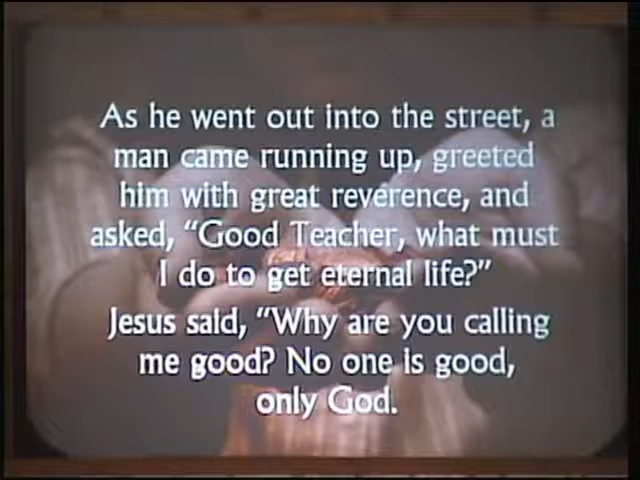 As he went out into the street, a
man came running up, greeted
him with great reverence, and
asked, “Good Teacher, what must
I do to get eternal life?”
Jesus said, “Why are you calling
me good? No one is good,
only God.